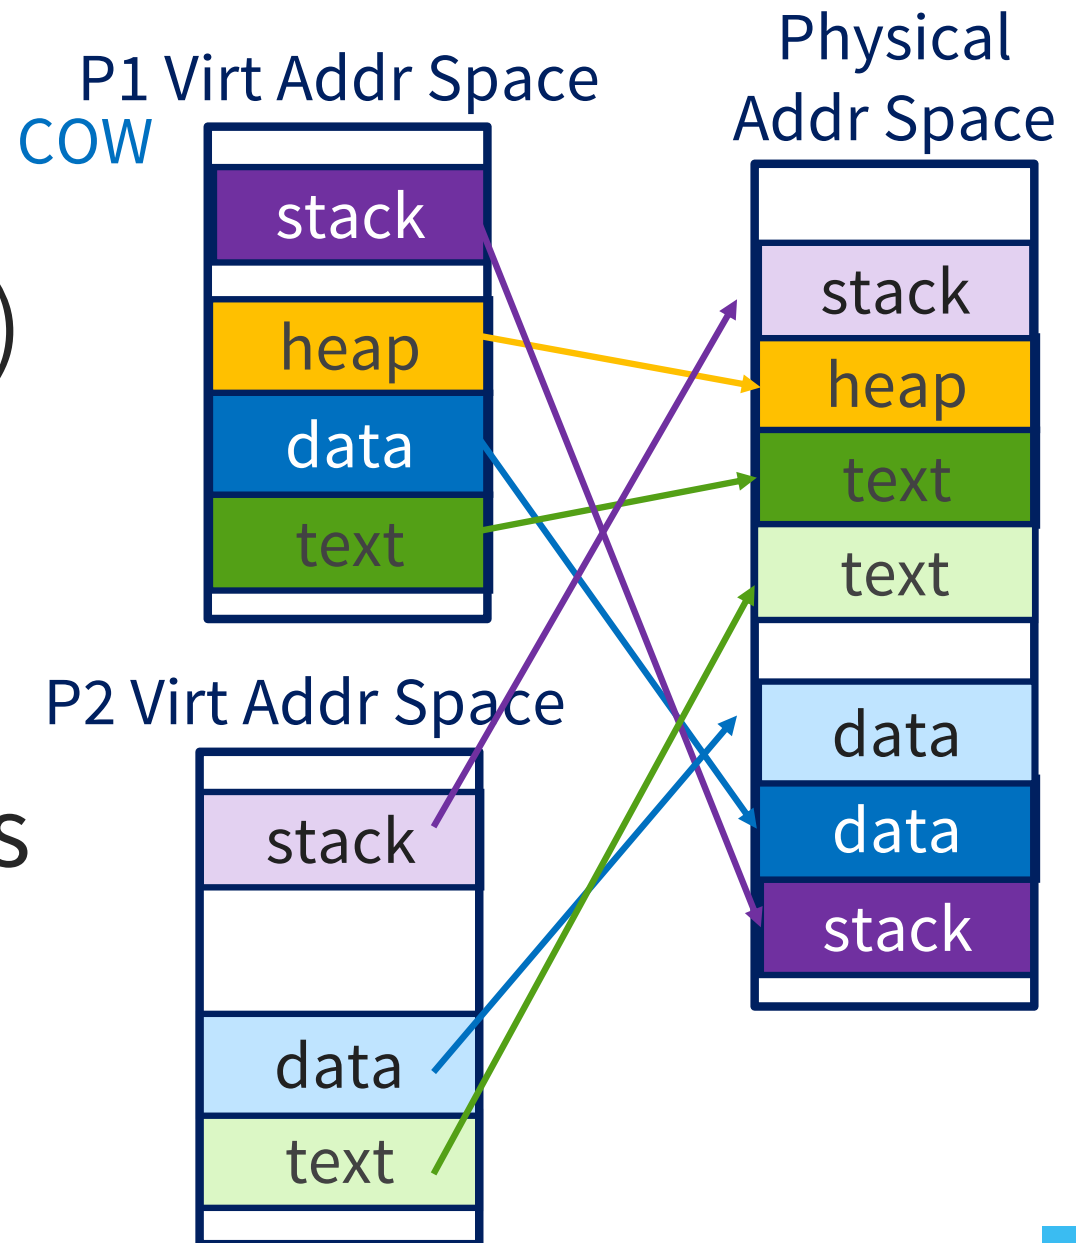 P1 Virt Addr Space
COW
stack
heap
data
text
P2 Virt Addr Space
stack
data
text
Physical
Addr Space
stack
heap
text
text
data
data
stack
)
s